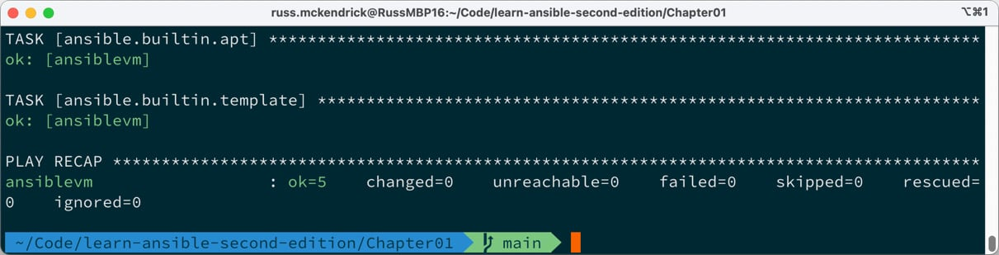 russ.mckendrick@RussMBP16:~/Code/learn-ansible-second-edition/Chapter01 ⌥⌘1
TASK [ansible.builtin.apt] *************************************************************************
ok: [ansiblevm]
TASK [ansible.builtin.template] ********************************************************************
ok: [ansiblevm]
PLAY RECAP *****************************************************************************************
ansiblevm : ok=5 changed=0 unreachable=0 failed=0 skipped=0 rescued=
0 ignored=0
~/Code/learn-ansible-second-edition/Chapter01 main